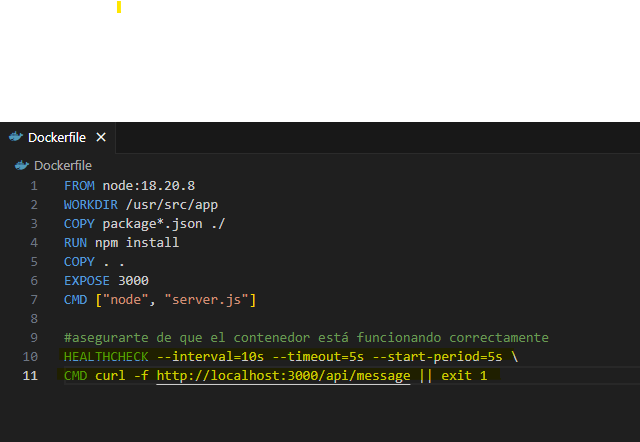 Dockerfile
Dockerfile
1 FROM node:18.20.8
2 WORKDIR /usr/src/app
3 COPY package*.json ./
4 RUN npm install
5 COPY . .
6 EXPOSE 3000
7 CMD ["node", "server.js"]
8
9 #asegurarte de que el contenedor está funcionando correctamente
10 HEALTHCHECK --interval=10s --timeout=5s --start-period=5s \
11 CMD curl -f http://localhost:3000/api/message || exit 1